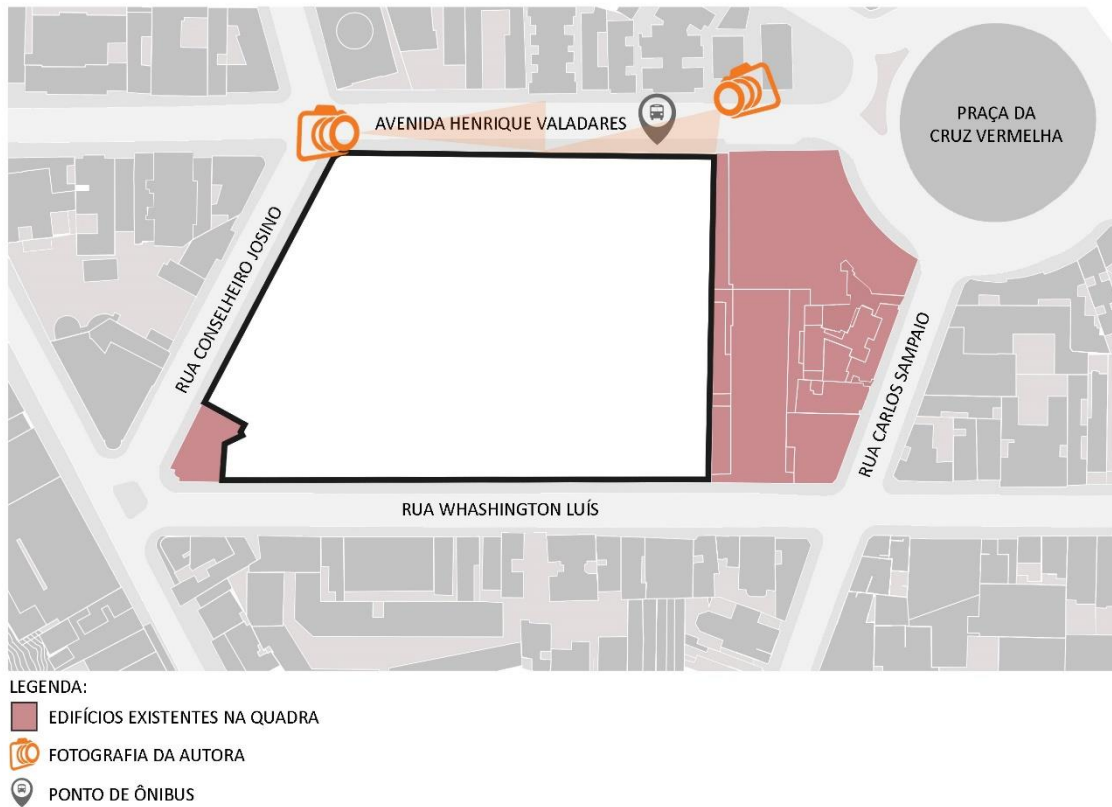 PRAÇA DA
CRUZ VERMELHA
AVENIDA HENRIQUE VALADARES
RUA CONSELHEIRO JOSINO
RUA CARLOS SAMPAIO
RUA WHASHINGTON LUÍS
LEGENDA:
EDIFÍCIOS EXISTENTES NA QUADRA
FOTOGRAFIA DA AUTORA
PONTO DE ÔNIBUS